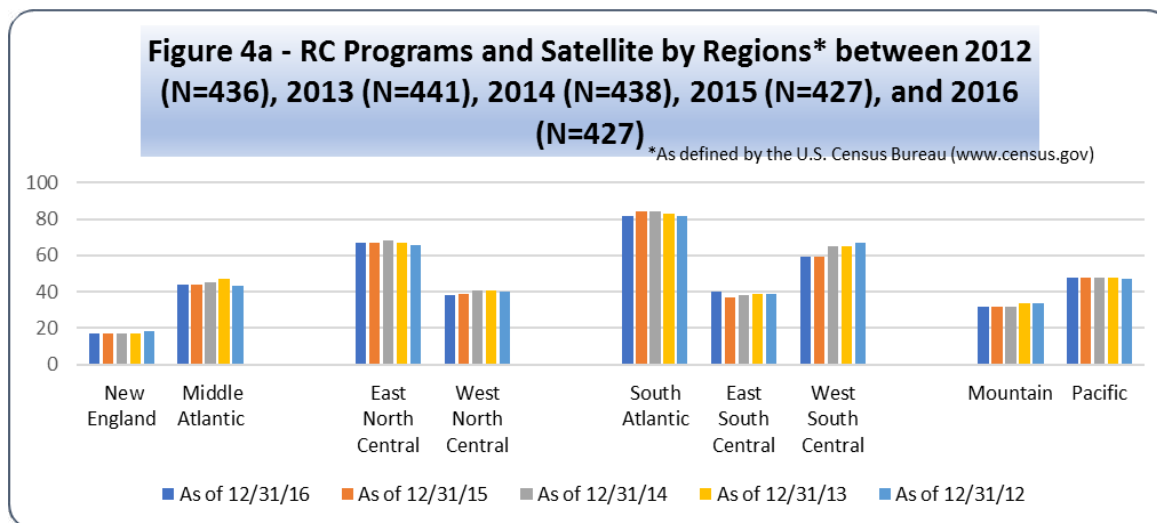 Figure 4a - RC Programs and Satellite by Regions* between 2012
(N=436), 2013 (N=441), 2014 (N=438), 2015 (N=427), and 2016
(N=427)
*As defined by the U.S. Census Bureau (www.census.gov)
100
80
60
40
20
0
New
England
Middle
Atlantic
East
North
Central
West
North
Central
South
Atlantic
East
South
Central
West
South
Central
Mountain
Pacific
As of 12/31/16
As of 12/31/15
As of 12/31/14
As of 12/31/13
As of 12/31/12